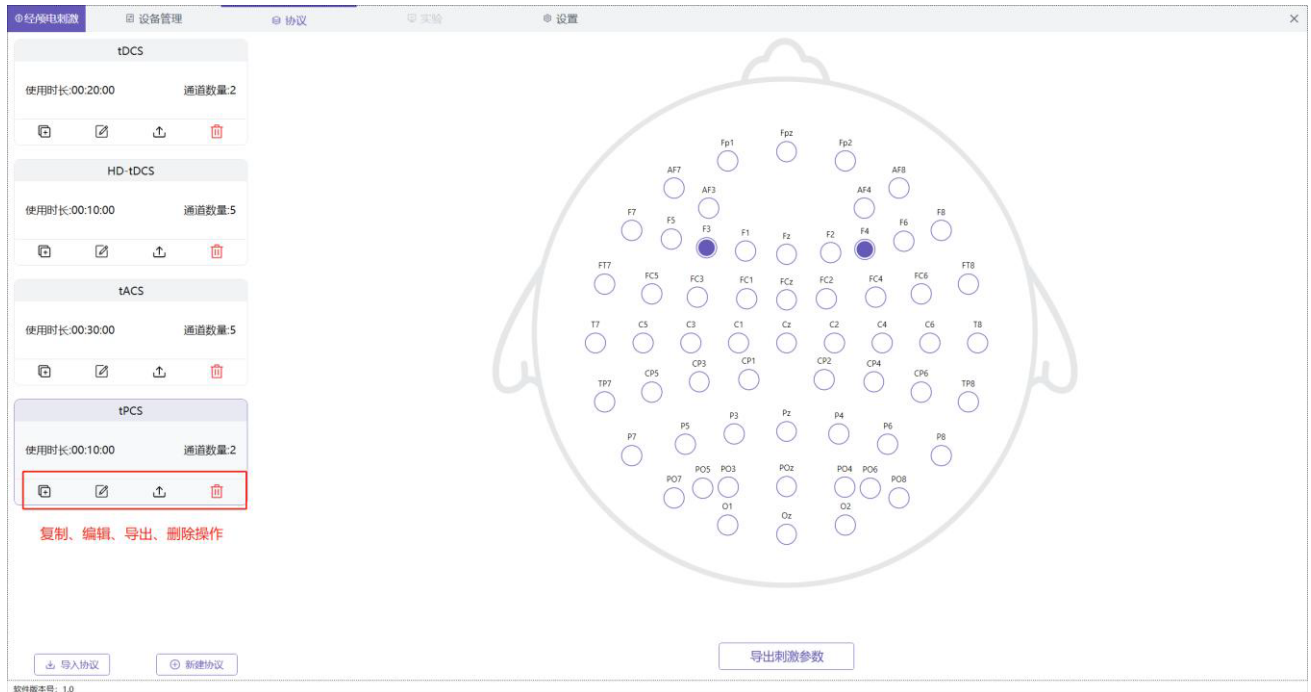 经颅电刺激 设备管理 协议 实验 设置
tDCS
使用时长:00:20:00 通道数量:2
HD-tDCS
使用时长:00:10:00 通道数量:5
tACS
使用时长:00:30:00 通道数量:5
tPCS
使用时长:00:10:00 通道数量:2
复制、编辑、导出、删除操作
导入协议 新建协议
软件版本号：1.0
Fp1 Fpz Fp2
AF7 AF3 AF4 AF8
F7 F5 F3 F1 Fz F2 F4 F6 F8
FT7 FC5 FC3 FC1 FCz FC2 FC4 FC6 FT8
T7 C5 C3 C1 Cz C2 C4 C6 T8
TP7 CP5 CP3 CP1 CP2 CP4 CP6 TP8
P7 P5 P3 Pz P4 P6 P8
PO7 PO5 PO3 POz PO4 PO6 PO8
O1 Oz O2
导出刺激参数